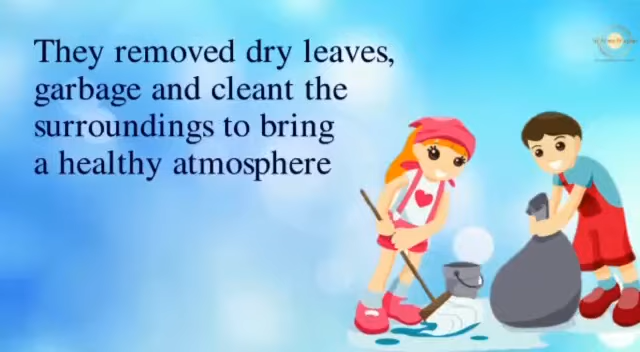 They removed dry leaves,
garbage and cleant the
surroundings to bring
a healthy atmosphere